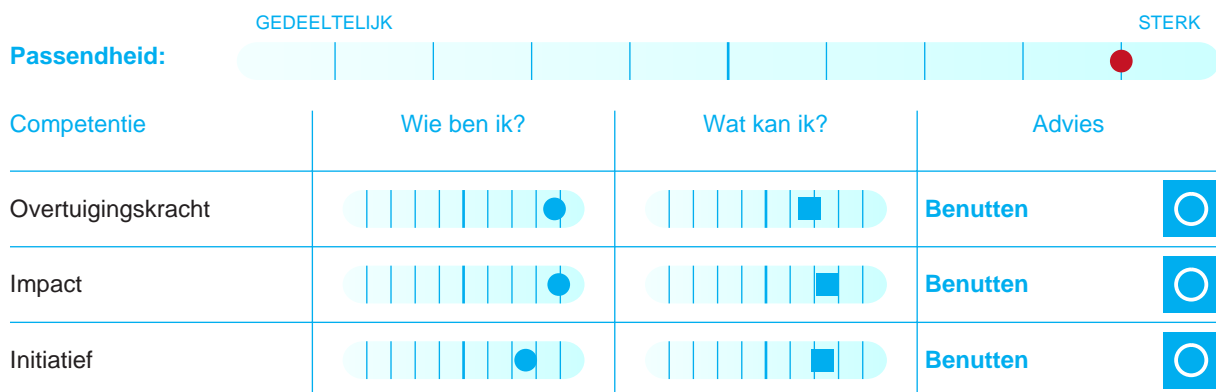 GEDEELTELIJK STERK
Passendheid:
Competentie Wie ben ik? Wat kan ik? Advies
Overtuigingskracht Benutten
Impact Benutten
Initiatief Benutten